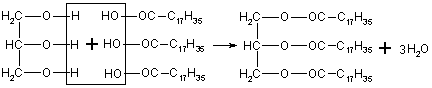 H₂C — O — H HO — OC — C₁₇H₃₅ H₂C — O — OC — C₁₇H₃₅
HC — O — H + HO — OC — C₁₇H₃₅ → HC — O — OC — C₁₇H₃₅ + 3H₂O
H₂C — O — H HO — OC — C₁₇H₃₅ H₂C — O — OC — C₁₇H₃₅